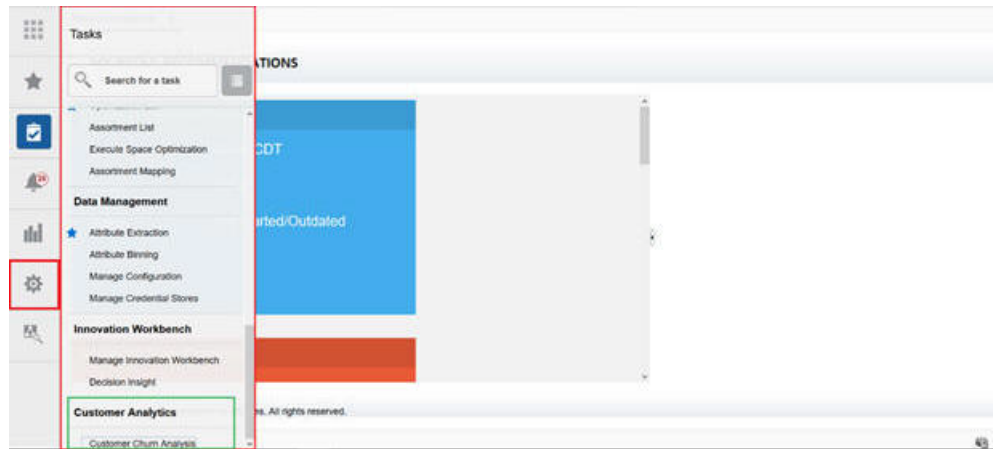 Tasks
Search for a task
ATIONS
Assortment List
Execute Space Optimization
CDT
Assortment Mapping
Data Management
Attribute Extraction
arted/Outdated
Attribute Binning
Manage Configuration
Manage Credential Stores
Innovation Workbench
Manage Innovation Workbench
Decision Insight
Customer Analytics
es. All rights reserved.
Customer Churn Analysis